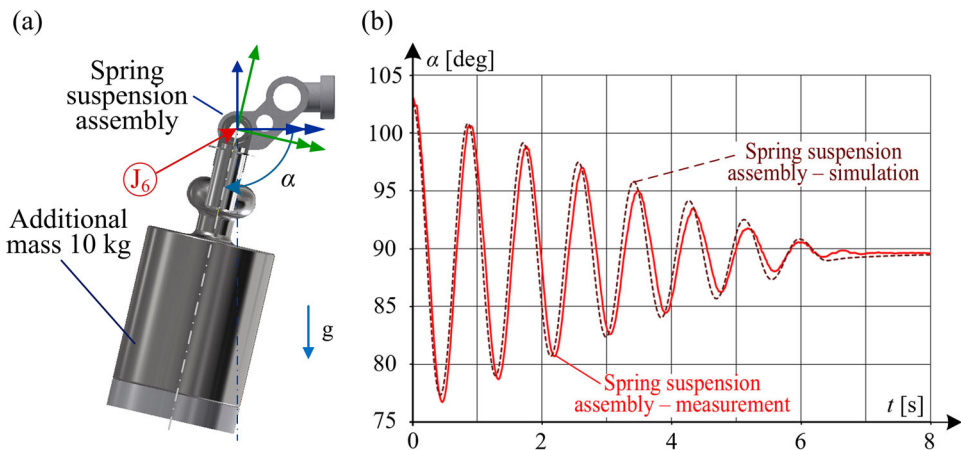 (a)
Spring
suspension
assembly
J6
α
Additional
mass 10 kg
g
(b)
α [deg]
105
100
95
90
85
80
75
0
2
4
6
8
t [s]
Spring suspension
assembly – simulation
Spring suspension
assembly – measurement